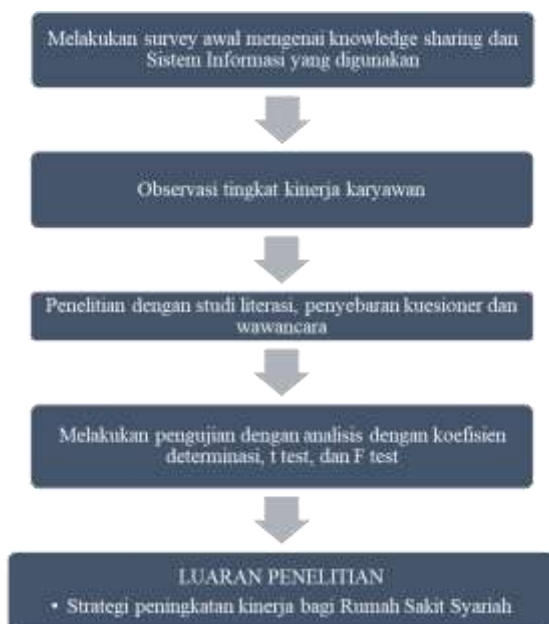 Melakukan survey awal mengenai knowledge sharing dan
Sistem Informasi yang digunakan
Observasi tingkat kinerja karyawan
Penelitian dengan studi literasi, penyebaran kuesioner dan
wawancara
Melakukan pengujian dengan analisis dengan koefisien
determinasi, t test, dan F test
LUARAN PENELITIAN
• Strategi peningkatan kinerja bagi Rumah Sakit Syariah